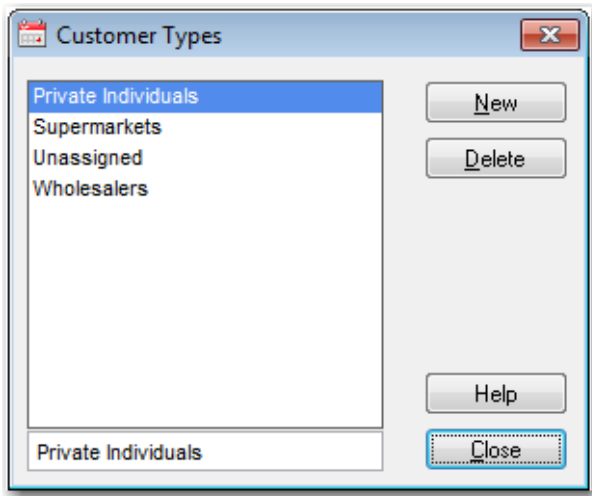 Customer Types
Private Individuals
Supermarkets
Unassigned
Wholesalers
Private Individuals
New
Delete
Help
Close